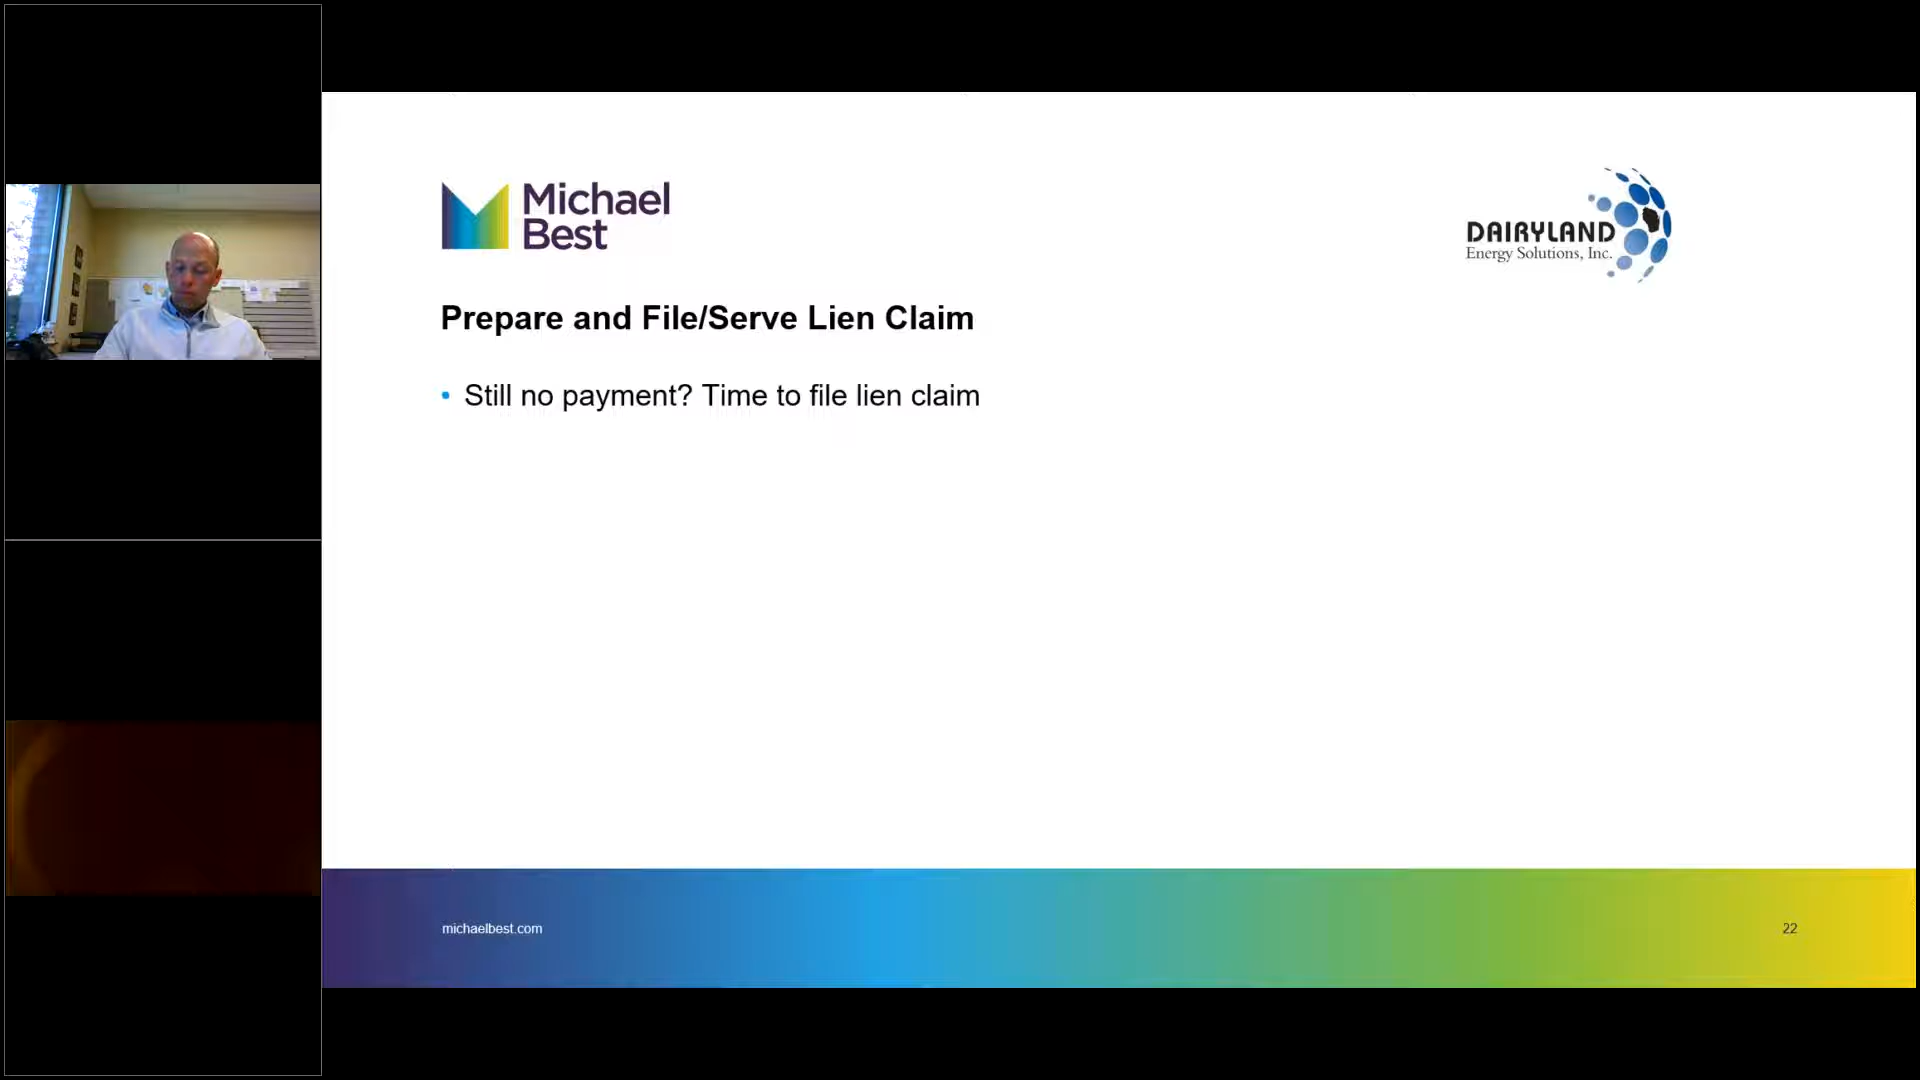 Michael
Best
DAIRYLAND
Energy Solutions, Inc.
Prepare and File/Serve Lien Claim
• Still no payment? Time to file lien claim
michaelbest.com
22